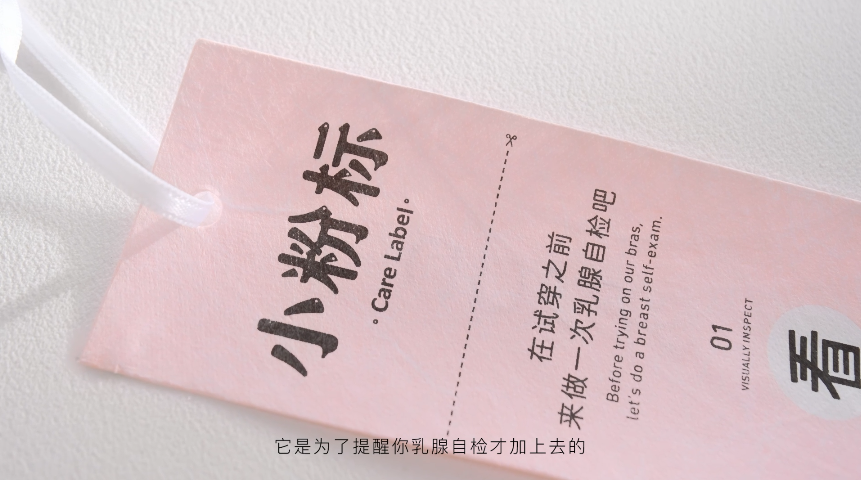 小粉标
· Care Label ·
在试穿之前
来做一次乳腺自检吧
Before trying on our bras,
let's do a breast self-exam.
01
VISUALLY INSPECT
看
它是为了提醒你乳腺自检才加上去的